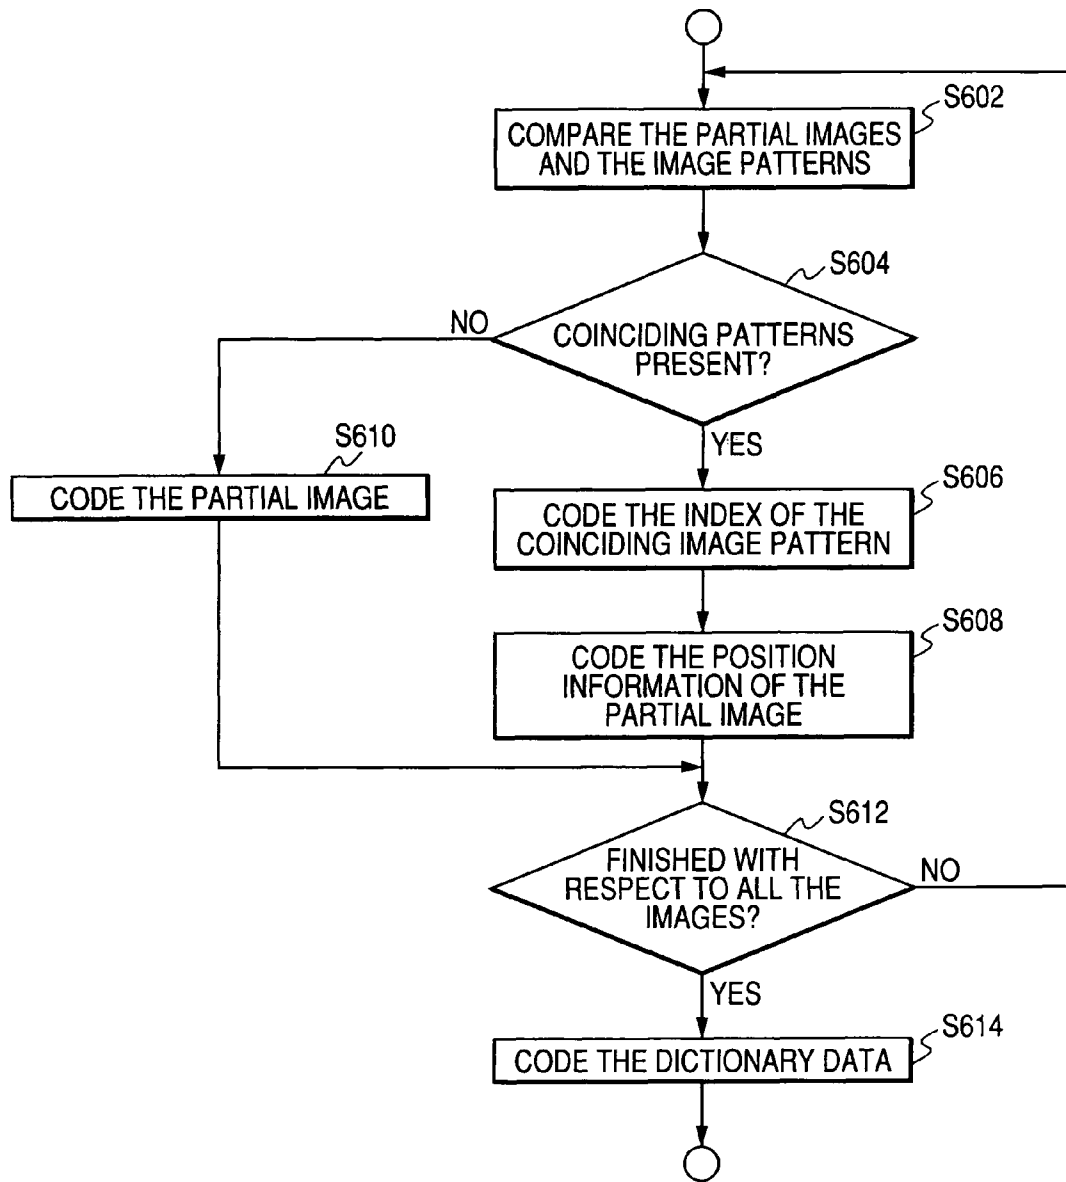 S602
COMPARE THE PARTIAL IMAGES
AND THE IMAGE PATTERNS
S604
NO
COINCIDING PATTERNS
PRESENT?
YES
S610
CODE THE PARTIAL IMAGE
S606
CODE THE INDEX OF THE
COINCIDING IMAGE PATTERN
S608
CODE THE POSITION
INFORMATION OF THE
PARTIAL IMAGE
S612
FINISHED WITH
RESPECT TO ALL THE
IMAGES?
NO
YES
S614
CODE THE DICTIONARY DATA